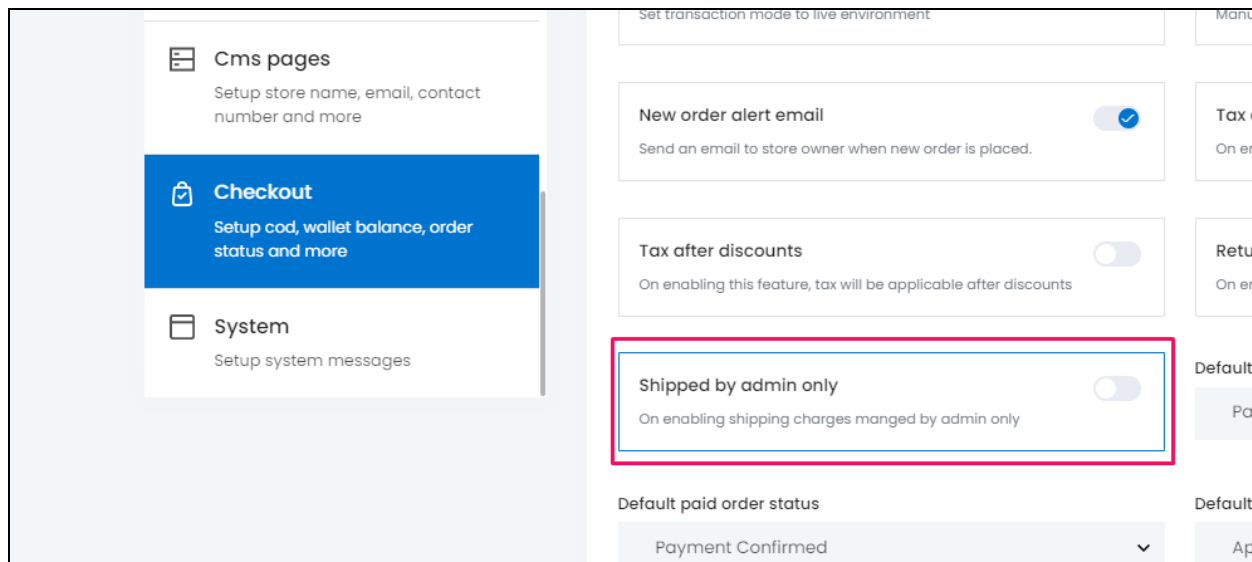 Cms pages
Setup store name, email, contact
number and more
Checkout
Setup cod, wallet balance, order
status and more
System
Setup system messages
Set transaction mode to live environment
New order alert email
Send an email to store owner when new order is placed.
Tax after discounts
On enabling this feature, tax will be applicable after discounts
Shipped by admin only
On enabling shipping charges manged by admin only
Default paid order status
Payment Confirmed
Tax
Default
Default